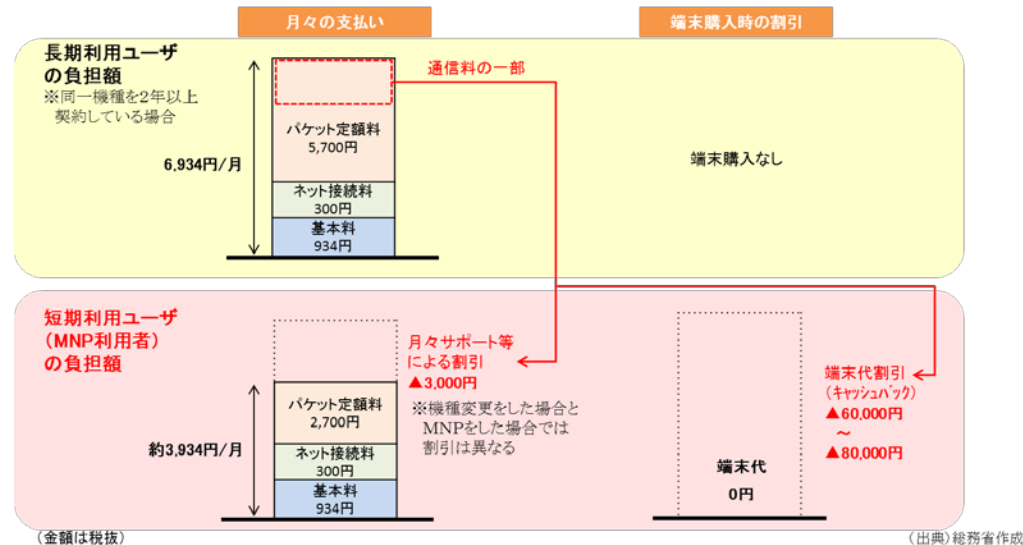 月々の支払い
端末購入時の割引
長期利用ユーザ
の負担額
※同一機種を2年以上
契約している場合
6,934円/月
パケット定額料
5,700円
ネット接続料
300円
基本料
934円
通信料の一部
端末購入なし
短期利用ユーザ
（MNP利用者）
の負担額
約3,934円/月
パケット定額料
2,700円
ネット接続料
300円
基本料
934円
月々サポート等
による割引
▲3,000円
※機種変更をした場合と
MNPをした場合では
割引は異なる
端末代
0円
端末代割引
（ｷｬｯｼｭﾊﾞｯｸ）
▲60,000円
～
▲80,000円
（金額は税抜）
（出典）総務省作成